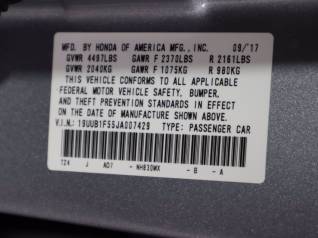 MFD. BY HONDA OF AMERICA MFG., INC. 09/'17
GVWR 4497LBS GAWR F 2370LBS R 2161LBS
GVWR 2040KG GAWR F 1075KG R 980KG
THIS VEHICLE CONFORMS TO ALL APPLICABLE
FEDERAL MOTOR VEHICLE SAFETY, BUMPER,
AND THEFT PREVENTION STANDARDS IN EFFECT
ON THE DATE OF MANUFACTURE SHOWN ABOVE.
V.I.N.: 19UUB1F55JA007429 TYPE: PASSENGER CAR
TZ4 J AD7 - NH830MX - B - A